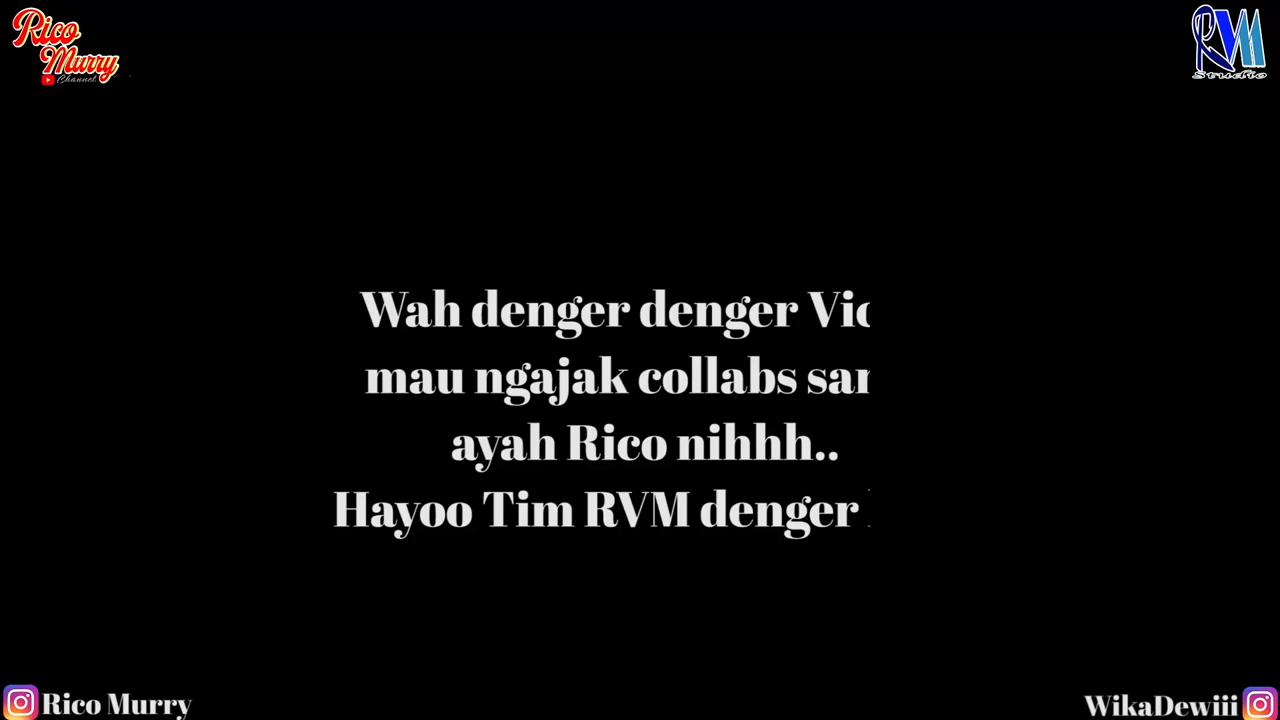 Rico
Murry
Channel
RVM
Studio
Wah denger denger
mau ngajak collabs
ayah Rico nihhh..
Hayoo Tim RVM denger
Rico Murry
WikaDewiii